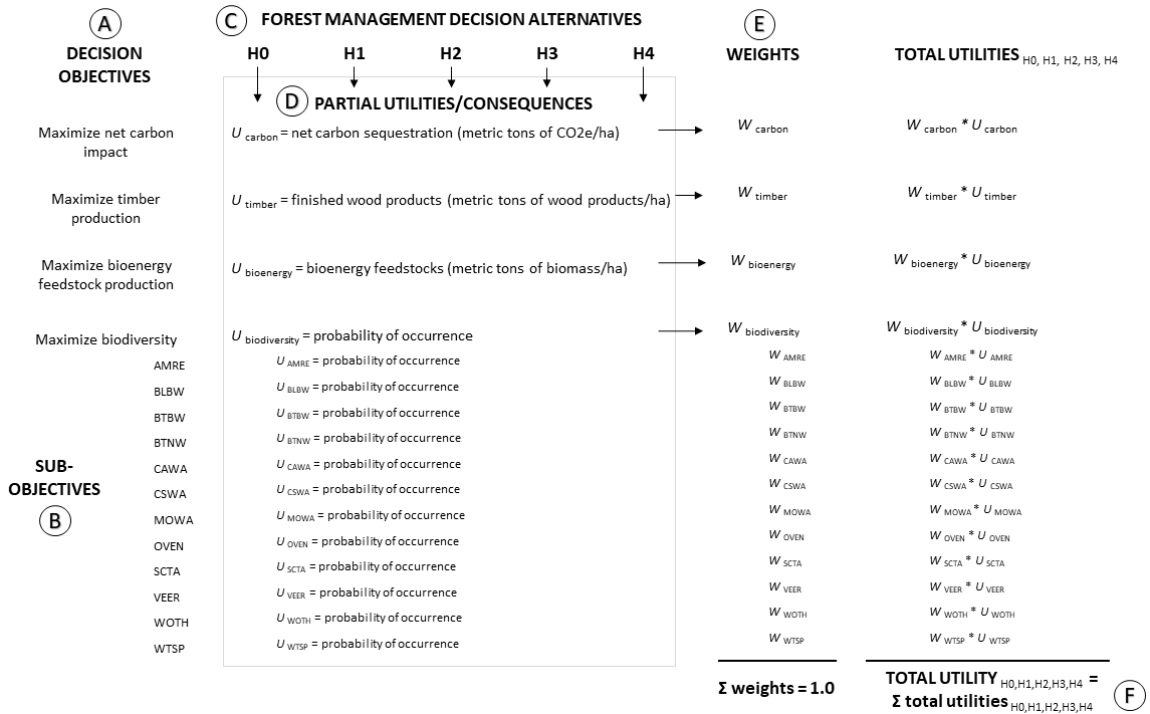 A
DECISION
OBJECTIVES
C FOREST MANAGEMENT DECISION ALTERNATIVES
H0 H1 H2 H3 H4
E
WEIGHTS
TOTAL UTILITIES H0, H1, H2, H3, H4
D PARTIAL UTILITIES/CONSEQUENCES
Maximize net carbon
impact
U carbon = net carbon sequestration (metric tons of CO2e/ha)
W carbon
W carbon * U carbon
Maximize timber
production
U timber = finished wood products (metric tons of wood products/ha)
W timber
W timber * U timber
Maximize bioenergy
feedstock production
U bioenergy = bioenergy feedstocks (metric tons of biomass/ha)
W bioenergy
W bioenergy * U bioenergy
Maximize biodiversity
U biodiversity = probability of occurrence
W biodiversity
W biodiversity * U biodiversity
SUB-
OBJECTIVES
B
AMRE U AMRE = probability of occurrence W AMRE W AMRE * U AMRE
BLBW U BLBW = probability of occurrence W BLBW W BLBW * U BLBW
BTBW U BTBW = probability of occurrence W BTBW W BTBW * U BTBW
BTNW U BTNW = probability of occurrence W BTNW W BTNW * U BTNW
CAWA U CAWA = probability of occurrence W CAWA W CAWA * U CAWA
CSWA U CSWA = probability of occurrence W CSWA W CSWA * U CSWA
MOWA U MOWA = probability of occurrence W MOWA W MOWA * U MOWA
OVEN U OVEN = probability of occurrence W OVEN W OVEN * U OVEN
SCTA U SCTA = probability of occurrence W SCTA W SCTA * U SCTA
VEER U VEER = probability of occurrence W VEER W VEER * U VEER
WOTH U WOTH = probability of occurrence W WOTH W WOTH * U WOTH
WTSP U WTSP = probability of occurrence W WTSP W WTSP * U WTSP
Σ weights = 1.0
TOTAL UTILITY H0,H1,H2,H3,H4 =
Σ total utilities H0,H1,H2,H3,H4
F